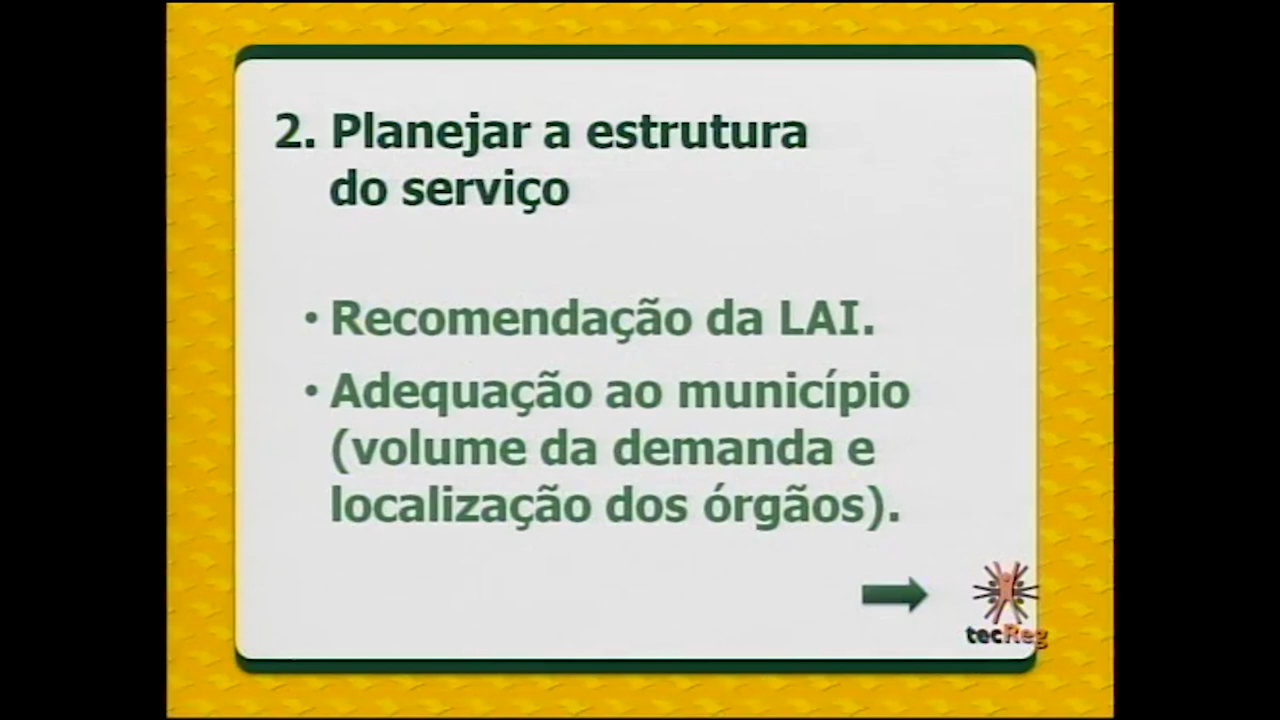 2. Planejar a estrutura
do serviço
• Recomendação da LAI.
• Adequação ao município
(volume da demanda e
localização dos órgãos).
tecReg